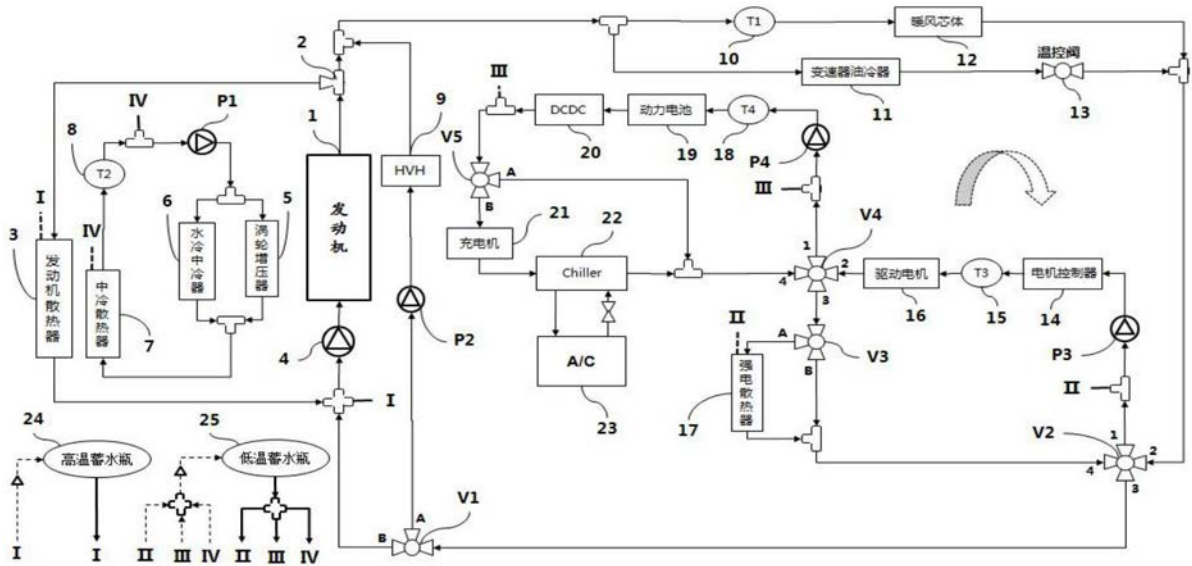 T1
暖风芯体
2
10
12
温控阀
Ⅲ
变速器油冷器
Ⅳ
P1
9
11
13
1
DCDC
动力电池
T4
8
V5
20
19
18
T2
A
P4
HVH
Ⅲ
B
Ⅰ
6
5
21
22
V4
3
Ⅳ
水冷中冷器
涡轮增压器
发动机
充电机
1
Chiller
2
驱动电机
T3
电机控制器
4
3
发动机散热器
中冷散热器
16
15
14
Ⅱ
A
P2
7
4
A/C
B
V3
P3
强电散热器
Ⅱ
Ⅰ
23
17
24
25
V2
1
高温蓄水瓶
低温蓄水瓶
2
4
3
A
V1
B
Ⅰ
Ⅰ
Ⅱ
Ⅲ
Ⅳ
Ⅱ
Ⅲ
Ⅳ